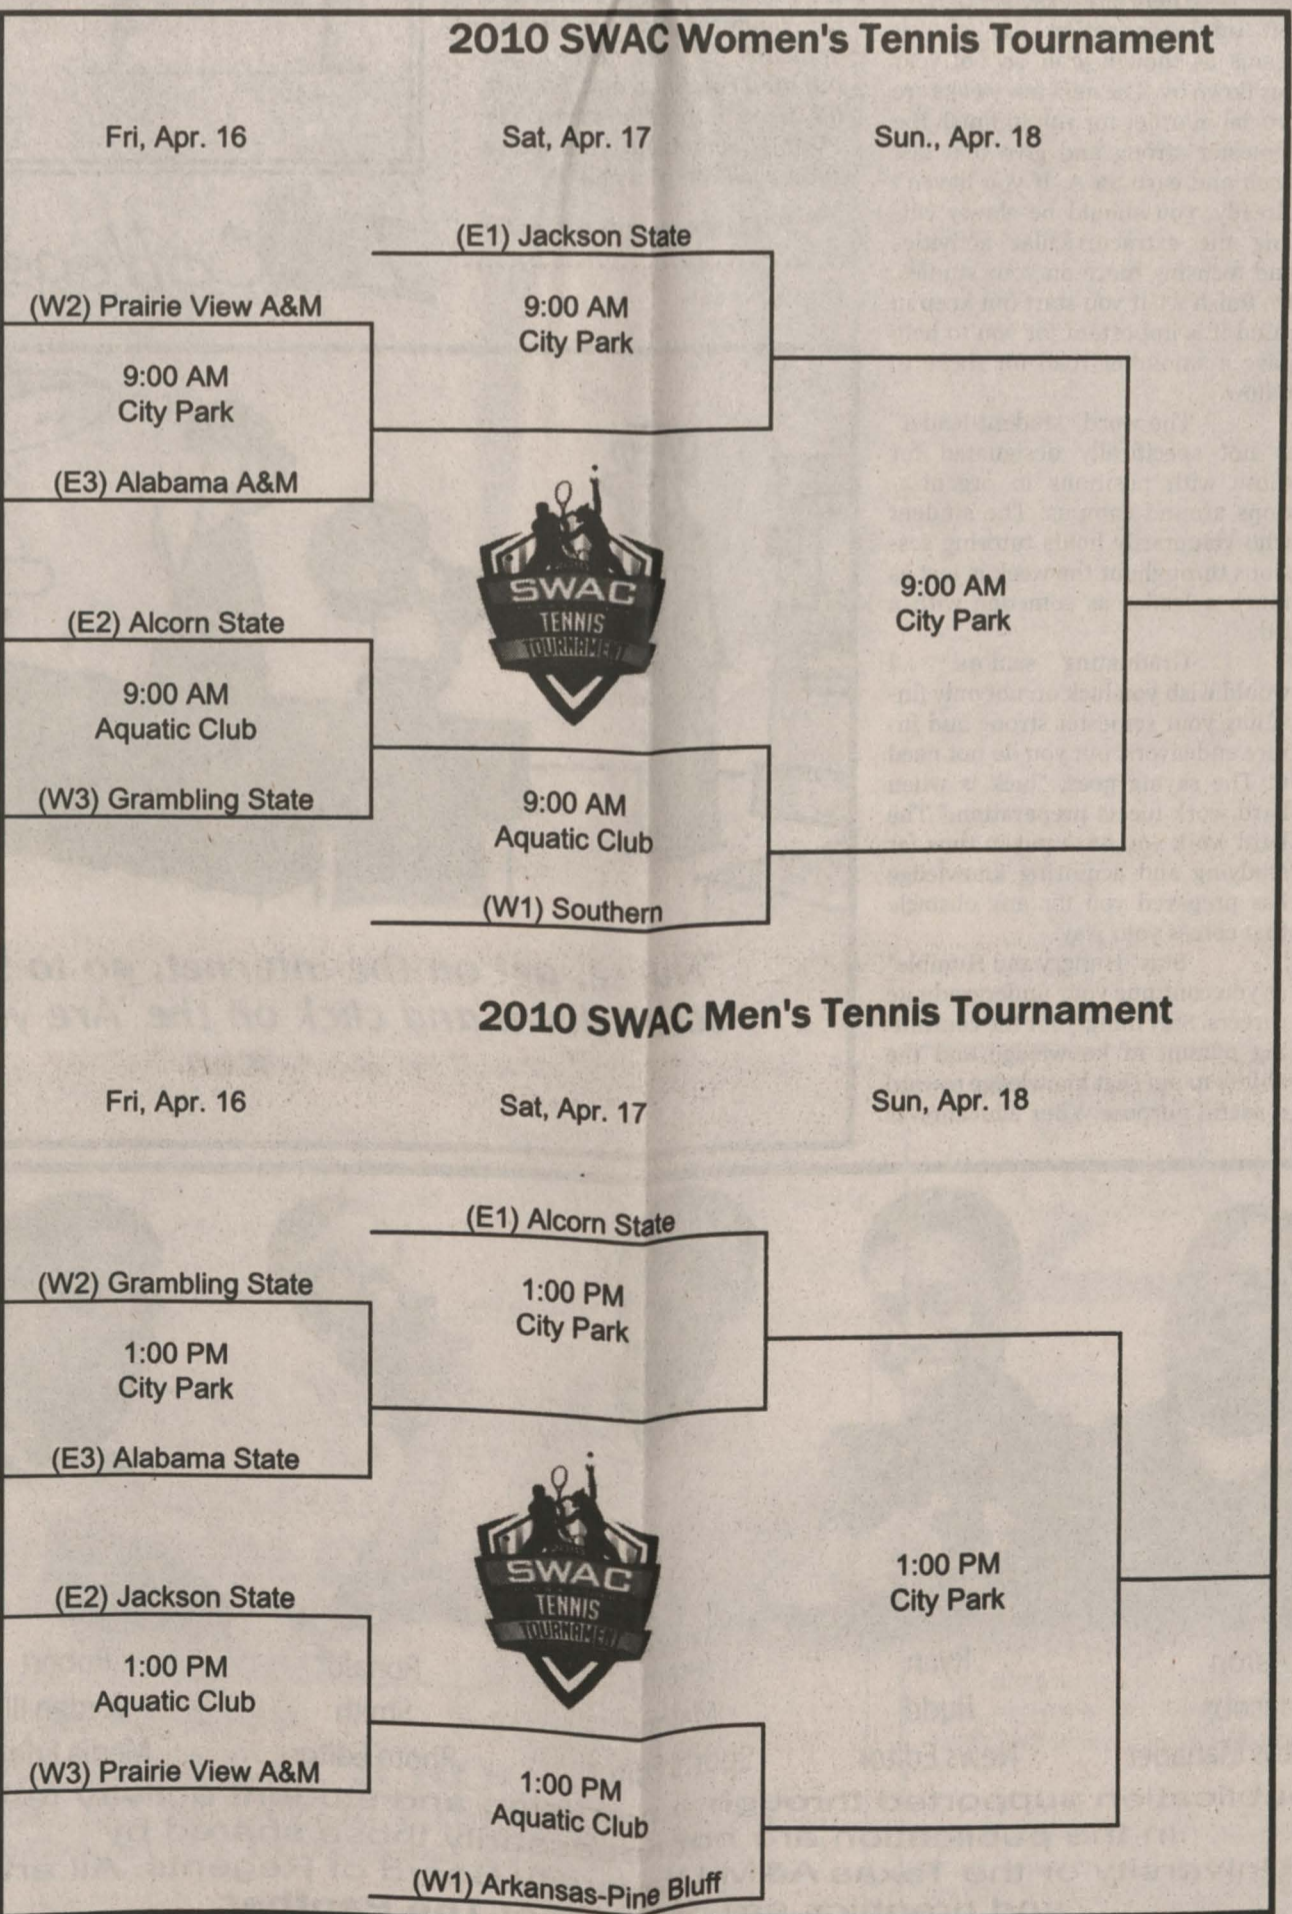 2010 SWAC Women's Tennis Tournament
Fri, Apr. 16
Sat, Apr. 17
Sun., Apr. 18
(E1) Jackson State
(W2) Prairie View A&M
9:00 AM
City Park
9:00 AM
City Park
(E3) Alabama A&M
SWAC
TENNIS
TOURNAMENT
9:00 AM
City Park
(E2) Alcorn State
9:00 AM
Aquatic Club
(W3) Grambling State
9:00 AM
Aquatic Club
(W1) Southern
2010 SWAC Men's Tennis Tournament
Fri, Apr. 16
Sat, Apr. 17
Sun, Apr. 18
(E1) Alcorn State
(W2) Grambling State
1:00 PM
City Park
1:00 PM
City Park
(E3) Alabama State
SWAC
TENNIS
TOURNAMENT
1:00 PM
City Park
(E2) Jackson State
1:00 PM
Aquatic Club
(W3) Prairie View A&M
1:00 PM
Aquatic Club
(W1) Arkansas-Pine Bluff